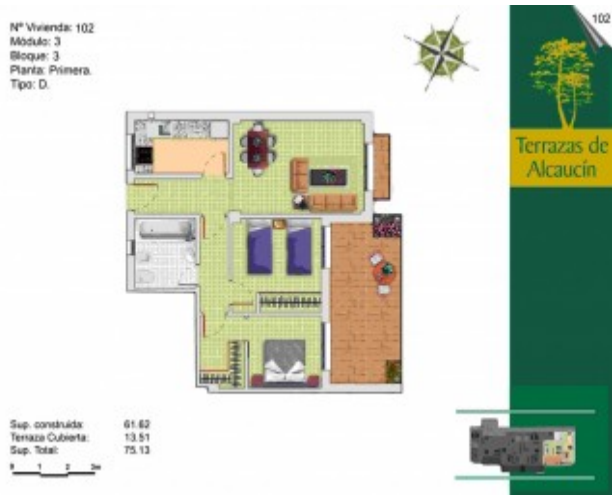 Nº Vivienda: 102
Módulo: 3
Bloque: 3
Planta: Primera.
Tipo: D.
102
Terrazas de
Alcaucín
Sup. construida: 61.62
Terraza Cubierta: 13.51
Sup. Total: 75.13
0 1 2 3m